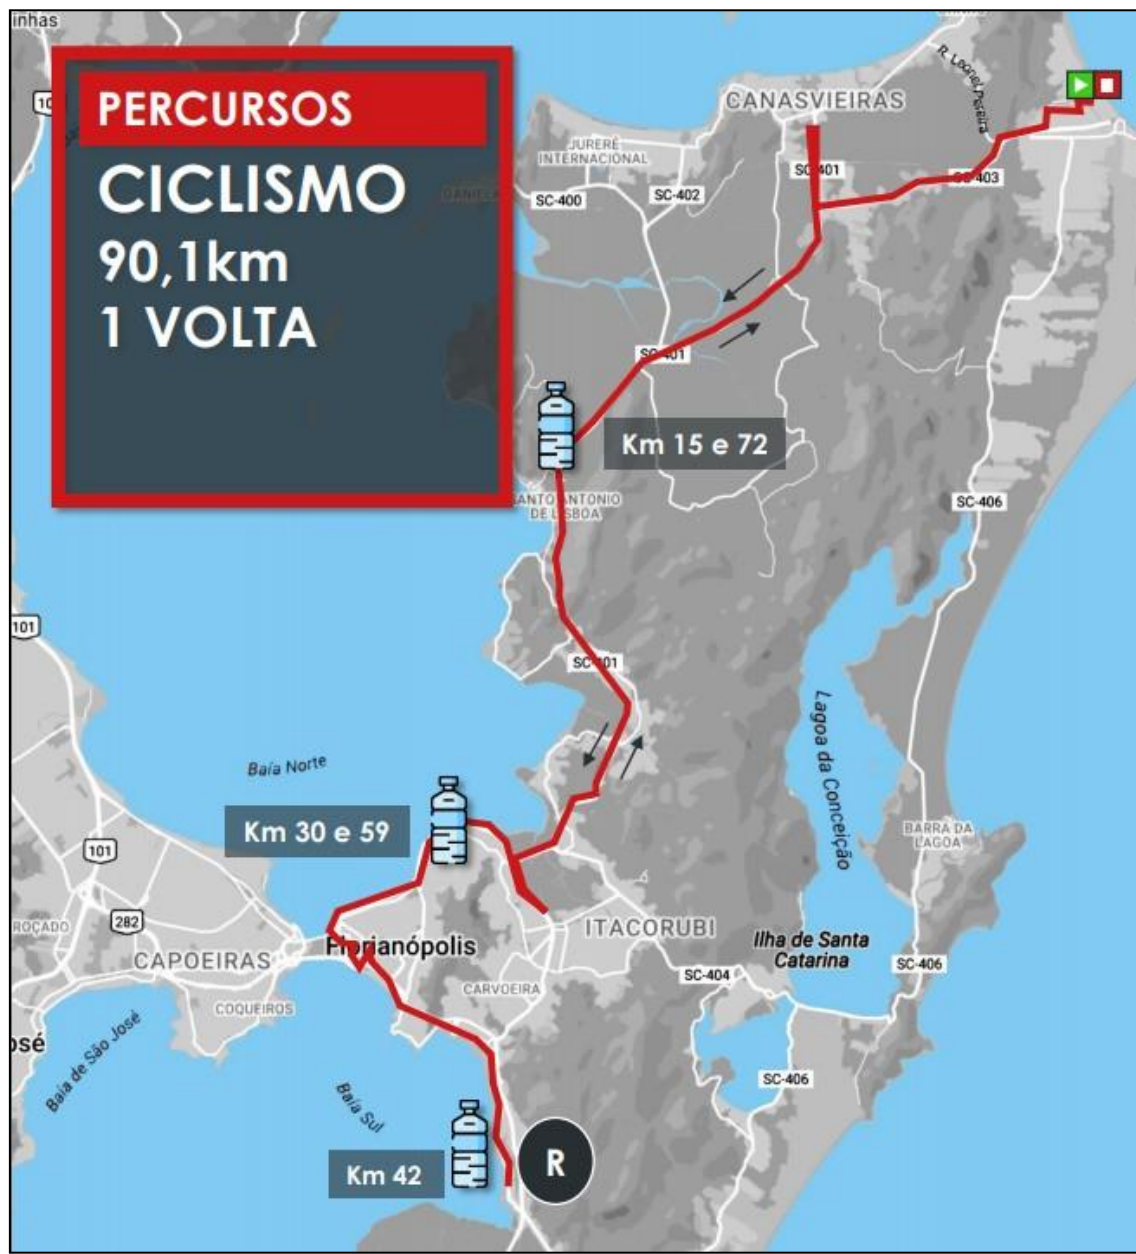 inhas
PERCURSOS
CICLISMO
90,1km
1 VOLTA
CANASVIEIRAS
R. Leonel Pereira
JURERÊ
INTERNACIONAL
SC-401
SC-403
SC-400
SC-402
SC-401
Km 15 e 72
ANTO ANTONIO
DE LISBOA
SC-406
101
SC-401
Lagoa da Conceição
Baía Norte
Km 30 e 59
BARRA DA
LAGOA
101
282
ROÇADO
CAPOEIRAS
Florianópolis
ITACORUBI
Ilha de Santa
Catarina
SC-406
SC-404
COQUEIROS
CARVOEIRA
osé
Baía de São José
Baía Sul
SC-406
Km 42
R